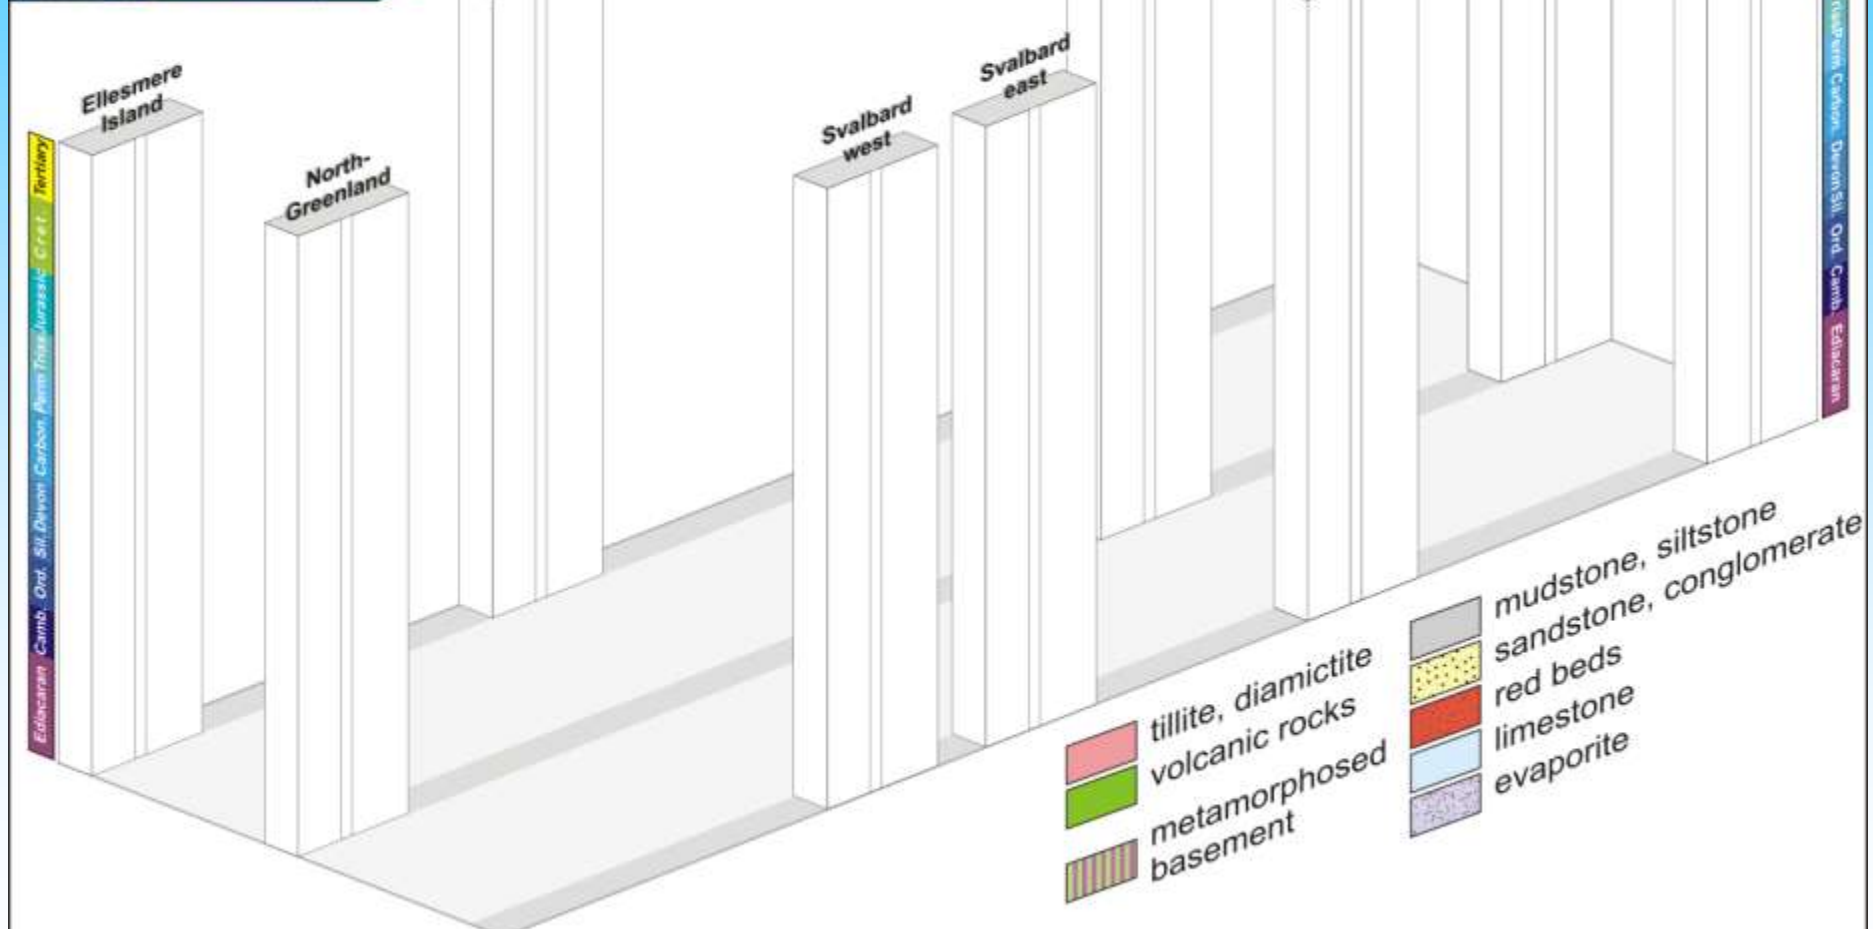 Ellesmere
Island
North-
Greenland
Svalbard
west
Svalbard
east
Tertiary
Cret
Jurassic
Trias
Perm
Carbon.
Devon
Sil.
Ord.
Camb.
Ediacaran
Perm
Carbon.
Devon
Sil.
Ord.
Camb.
Ediacaran
tillite, diamictite
volcanic rocks
metamorphosed
basement
mudstone, siltstone
sandstone, conglomerate
red beds
limestone
evaporite